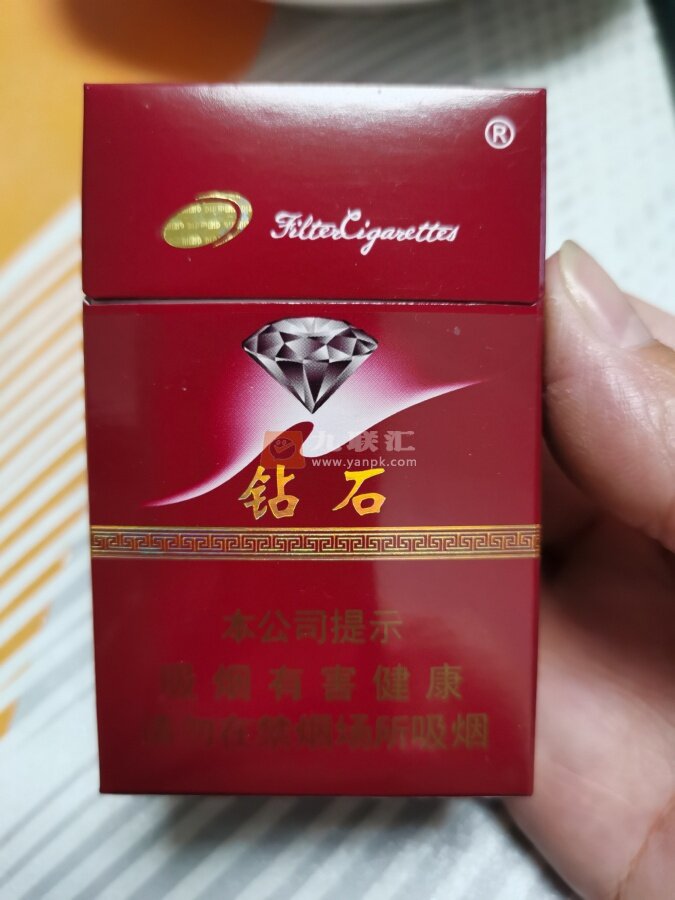 ®
Filter Cigarettes
九联汇
www.yanpk.com
钻石
本公司提示
吸烟有害健康
请勿在禁烟场所吸烟